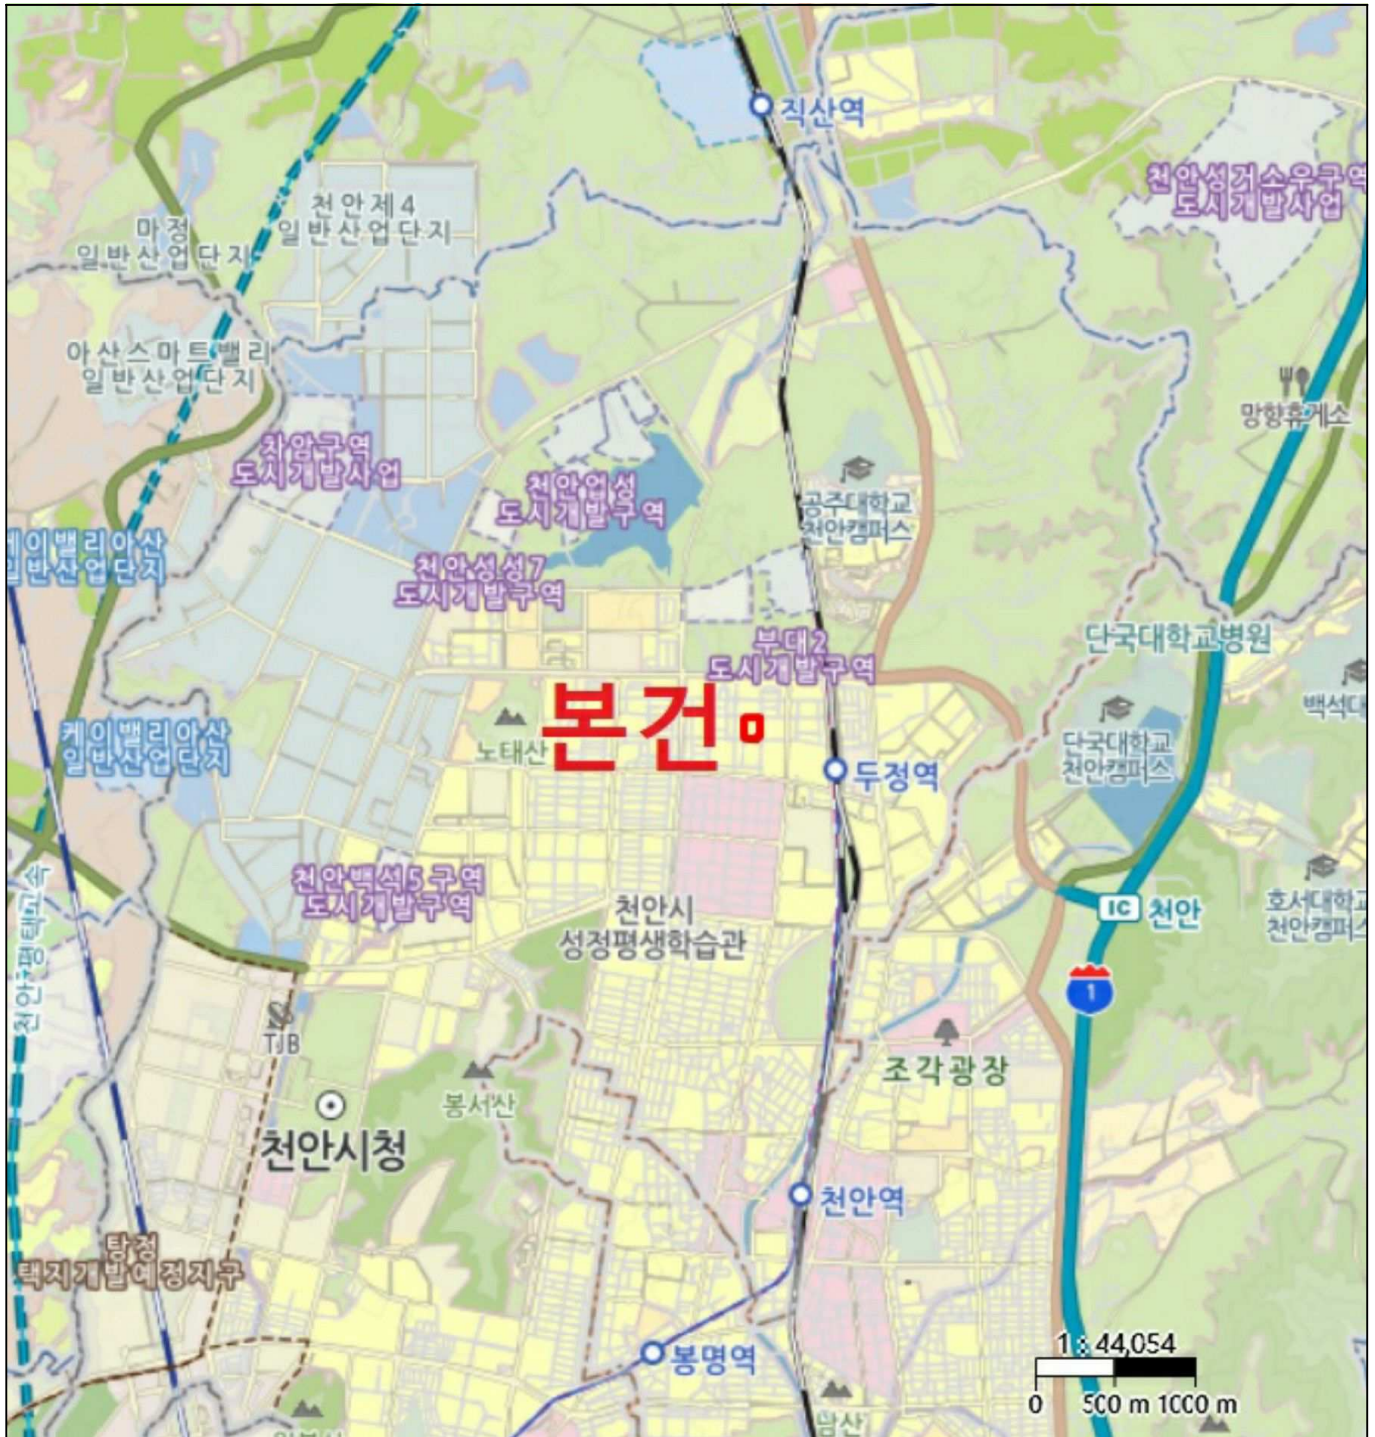 직산역
천안성거소우구역
도시개발사업
천안제4
일반산업단지
마정
일반산업단지
아산스마트밸리
일반산업단지
망향휴게소
차암구역
도시개발사업
천안업성
도시개발구역
공주대학교
천안캠퍼스
이밸리아산
일반산업단지
천안성성7
도시개발구역
부대2
도시개발구역
단국대학교병원
본건
노태산
백석대
케이밸리아산
일반산업단지
단국대학교
천안캠퍼스
두정역
천안백석5구역
도시개발구역
천안시
성정평생학습관
호서대학교
천안캠퍼스
IC 천안
천안평택고속
1
TJB
조각광장
봉서산
천안시청
천안역
탕정
택지개발예정지구
봉명역
1 : 44,054
0 500 m 1000 m
남산